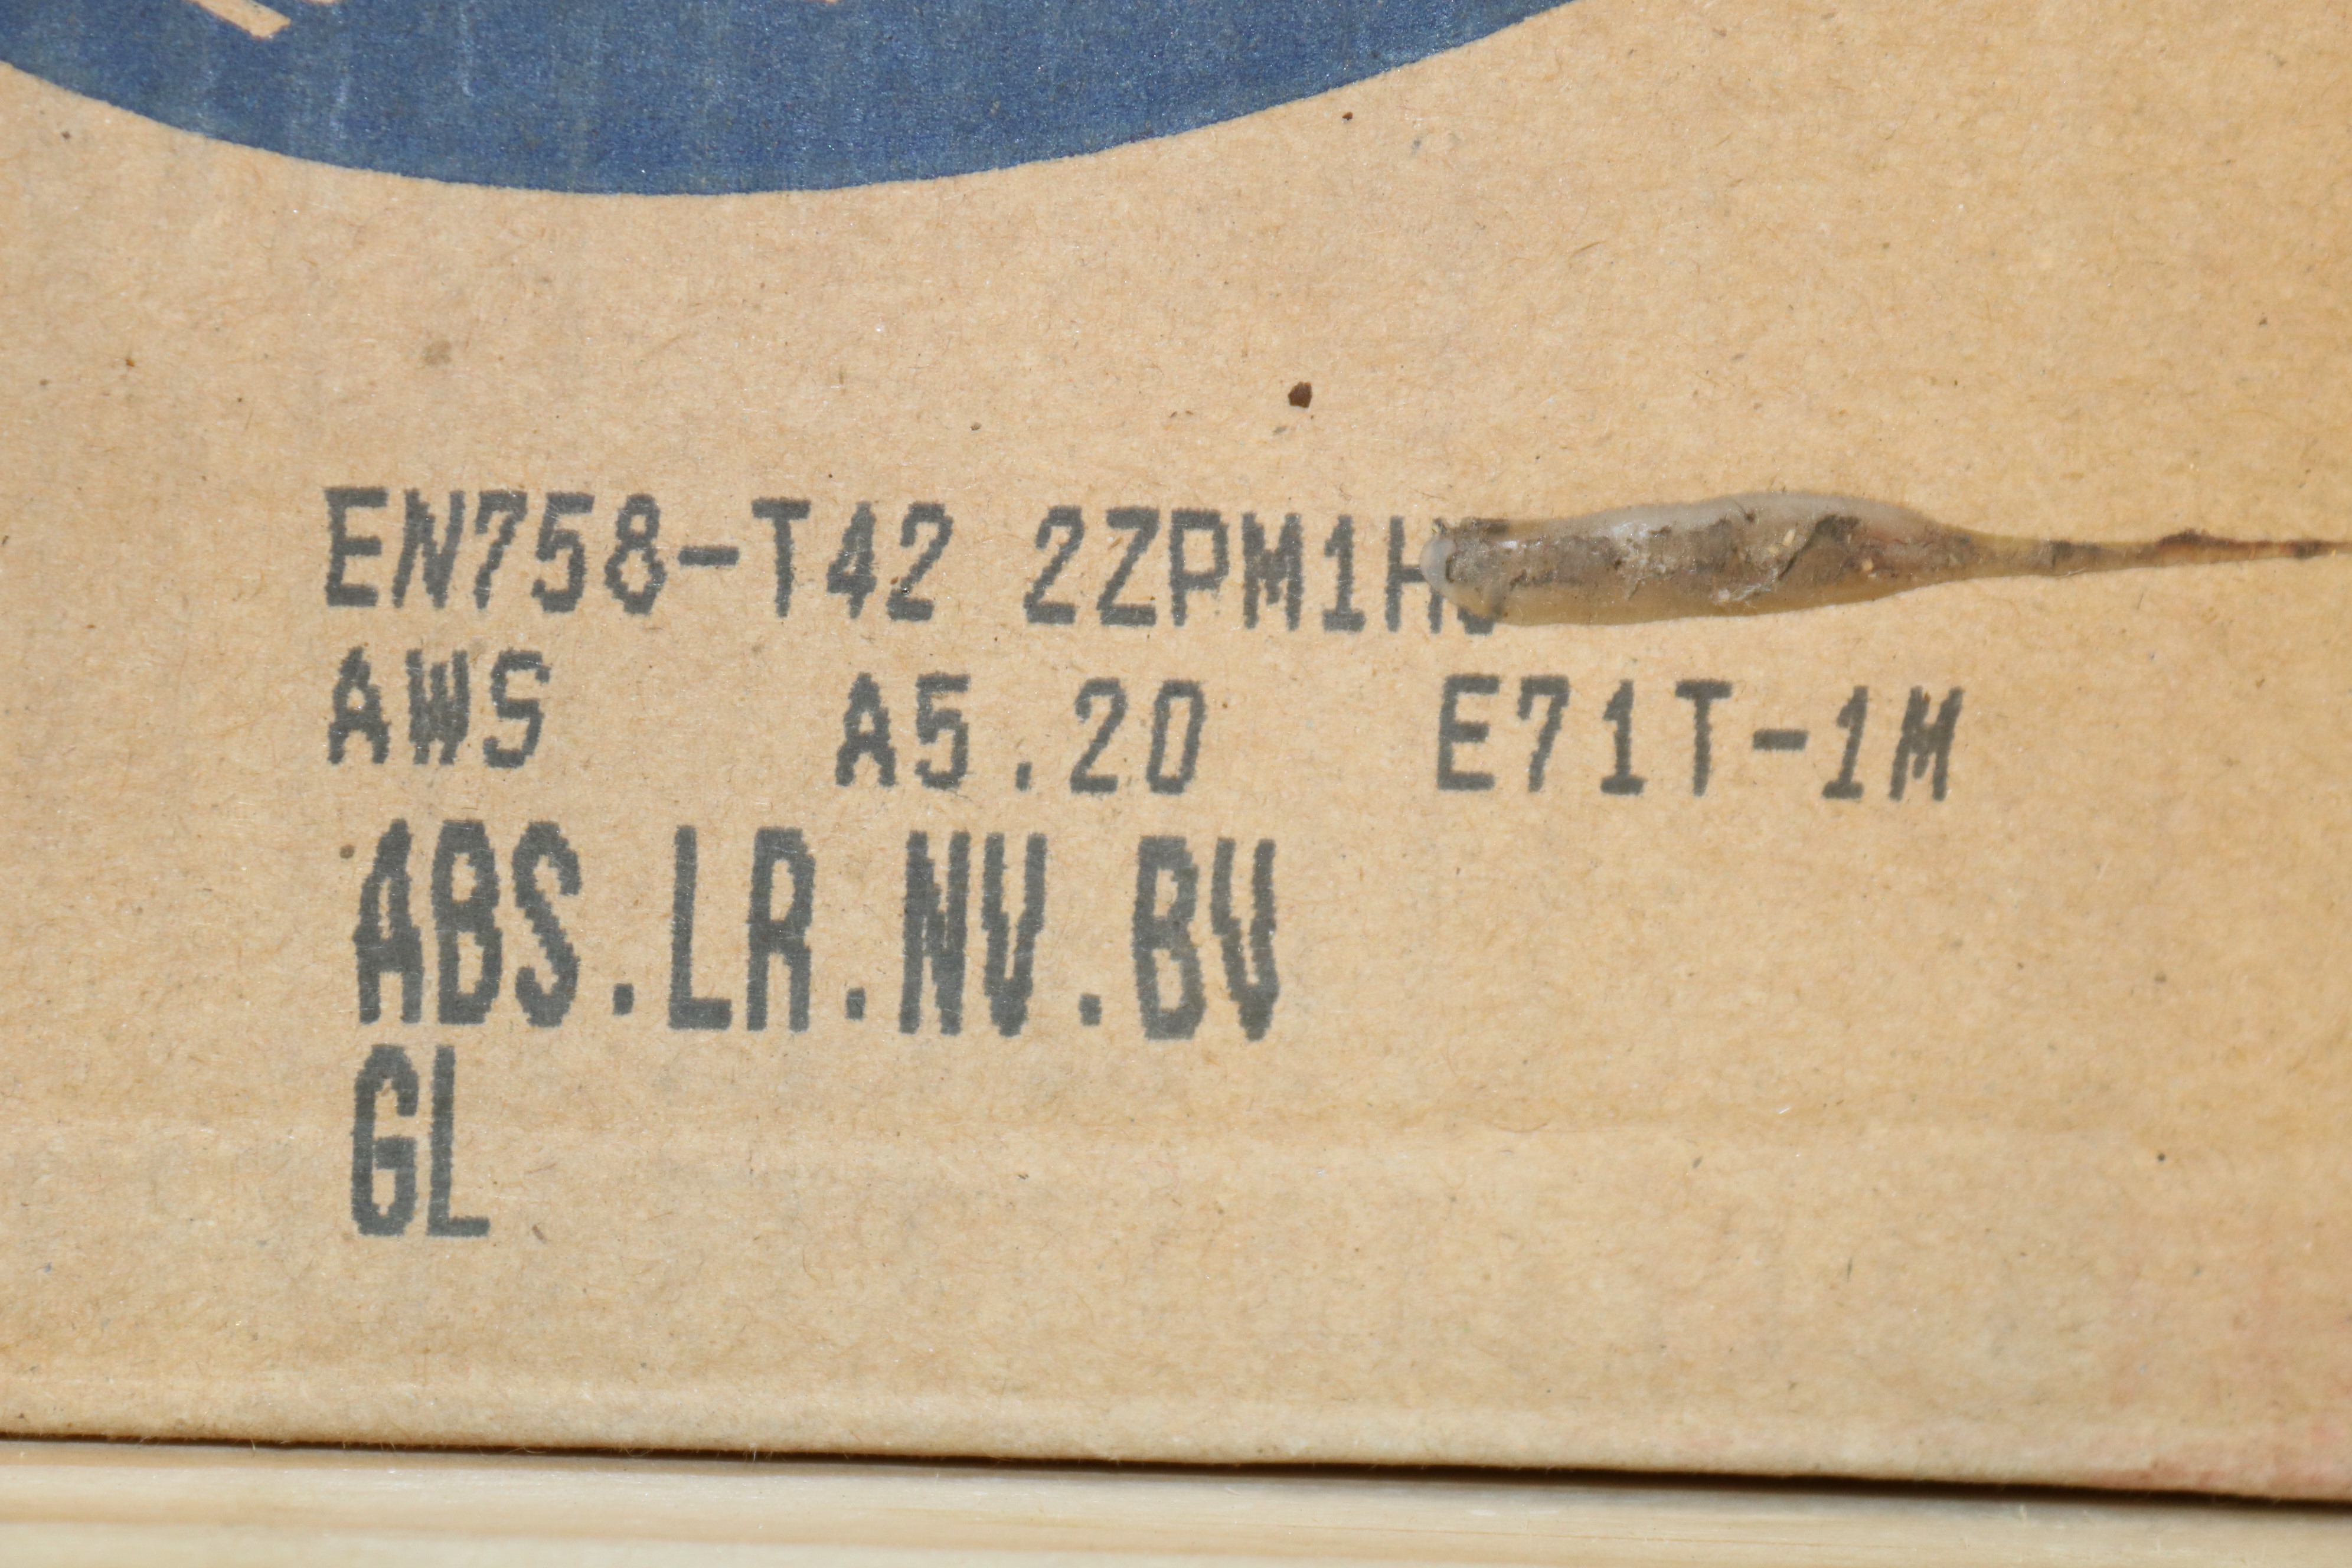 EN758-T42 2ZPM1H
AWS A5.20 E71T-1M
ABS.LR.NV.BV
GL